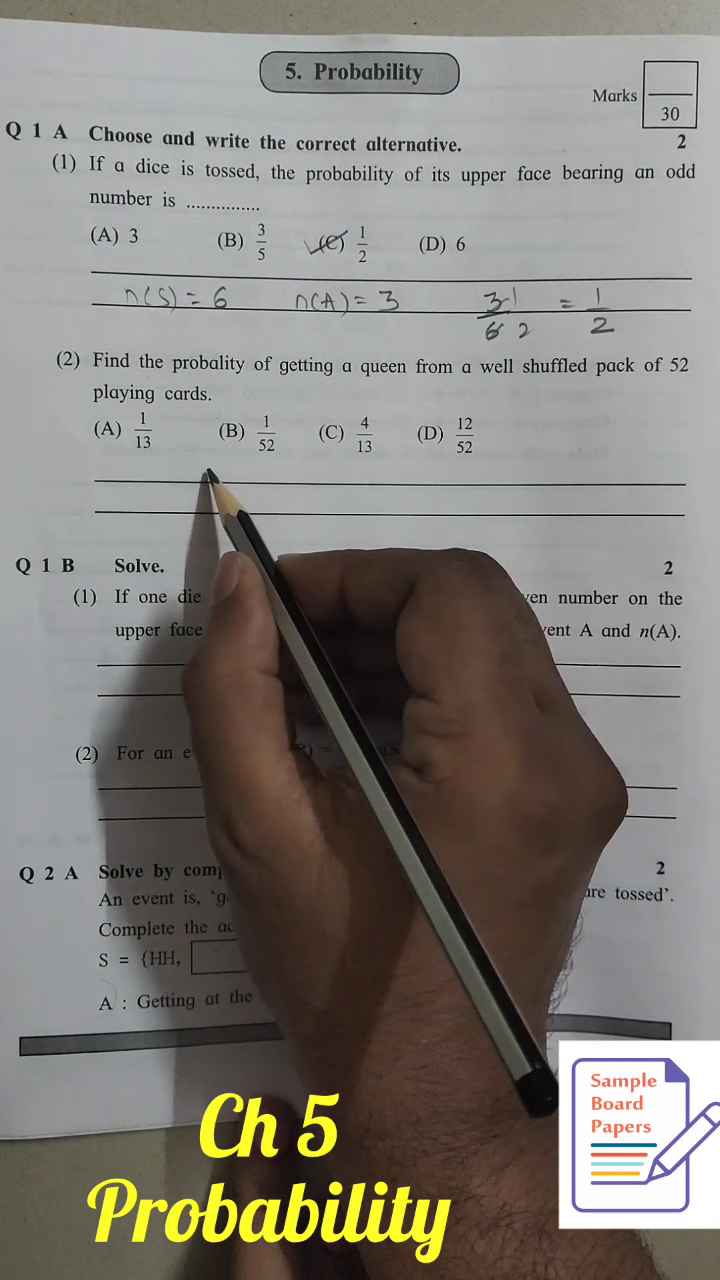 5. Probability
Marks
30
Q 1 A Choose and write the correct alternative. 2
(1) If a dice is tossed, the probability of its upper face bearing an odd
number is ...............
(A) 3 (B) 3/5 (C) 1/2 (D) 6
n(S) = 6 n(A) = 3 3 1 / 6 2 = 1/2
(2) Find the probality of getting a queen from a well shuffled pack of 52
playing cards.
(A) 1/13 (B) 1/52 (C) 4/13 (D) 12/52
Q 1 B Solve. 2
(1) If one die number on the
upper face A and n(A).
(2) For an
Q 2 A Solve by 2
An event is, are tossed’.
Complete the
S = {HH,
A : Getting at the
Sample
Board
Papers
Ch 5
Probability